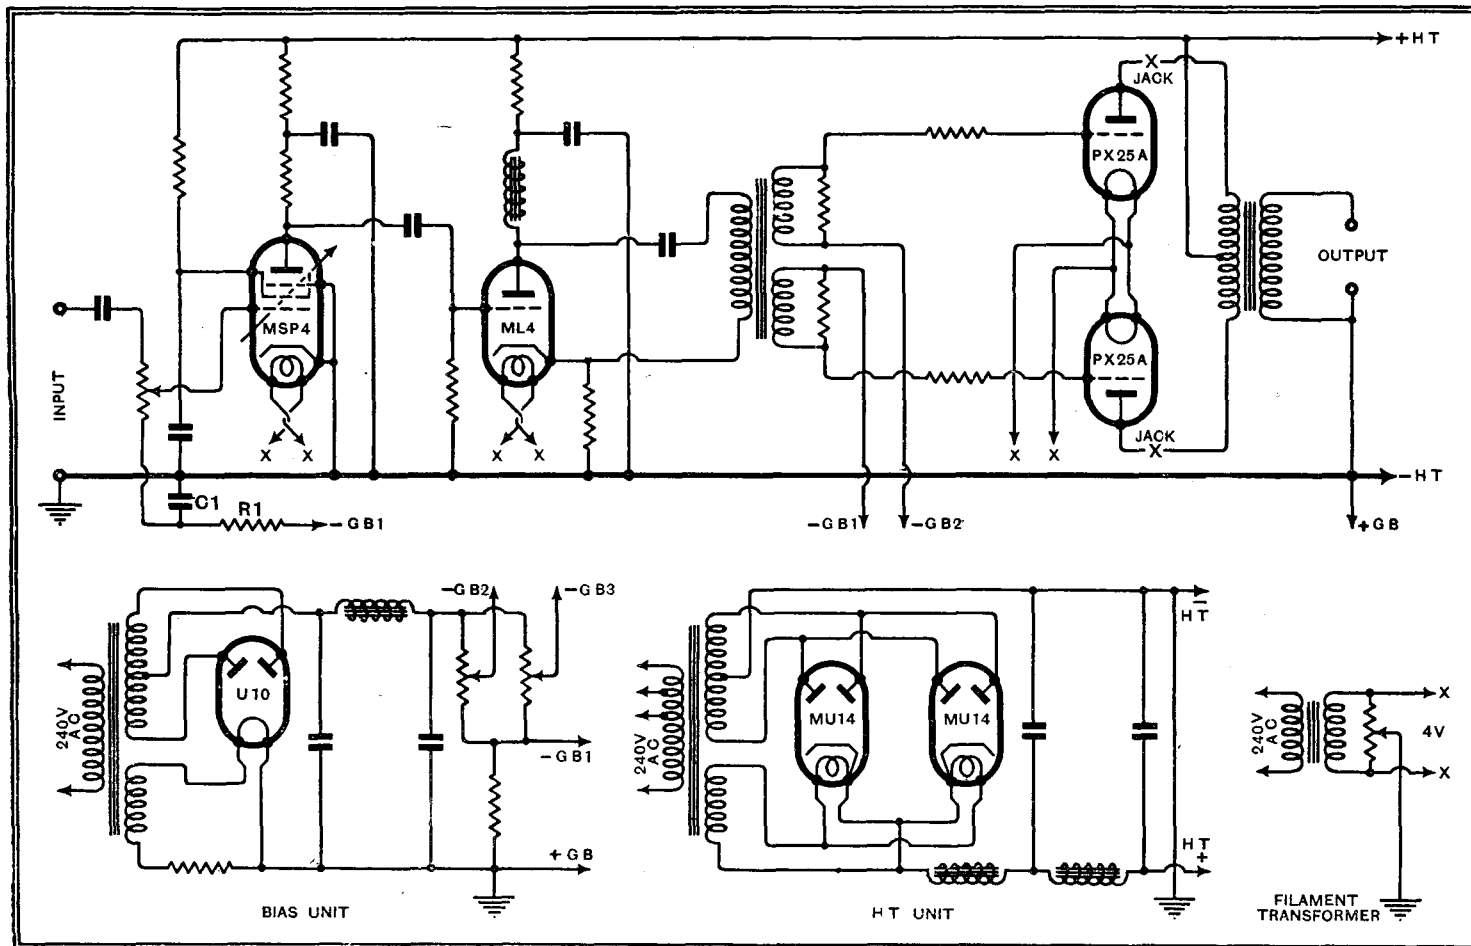 +HT
X
JACK
PX25A
MSP4
ML4
INPUT
OUTPUT
PX25A
JACK
X
X X
X X
X X
-HT
C1
R1
-GB1
-GB1
-GB2
+GB
-GB2
-GB3
240V
AC
U10
-GB1
+GB
BIAS UNIT
HT
-
240V
AC
MU14
MU14
HT
+
HT UNIT
240V
AC
X
4V
X
FILAMENT
TRANSFORMER